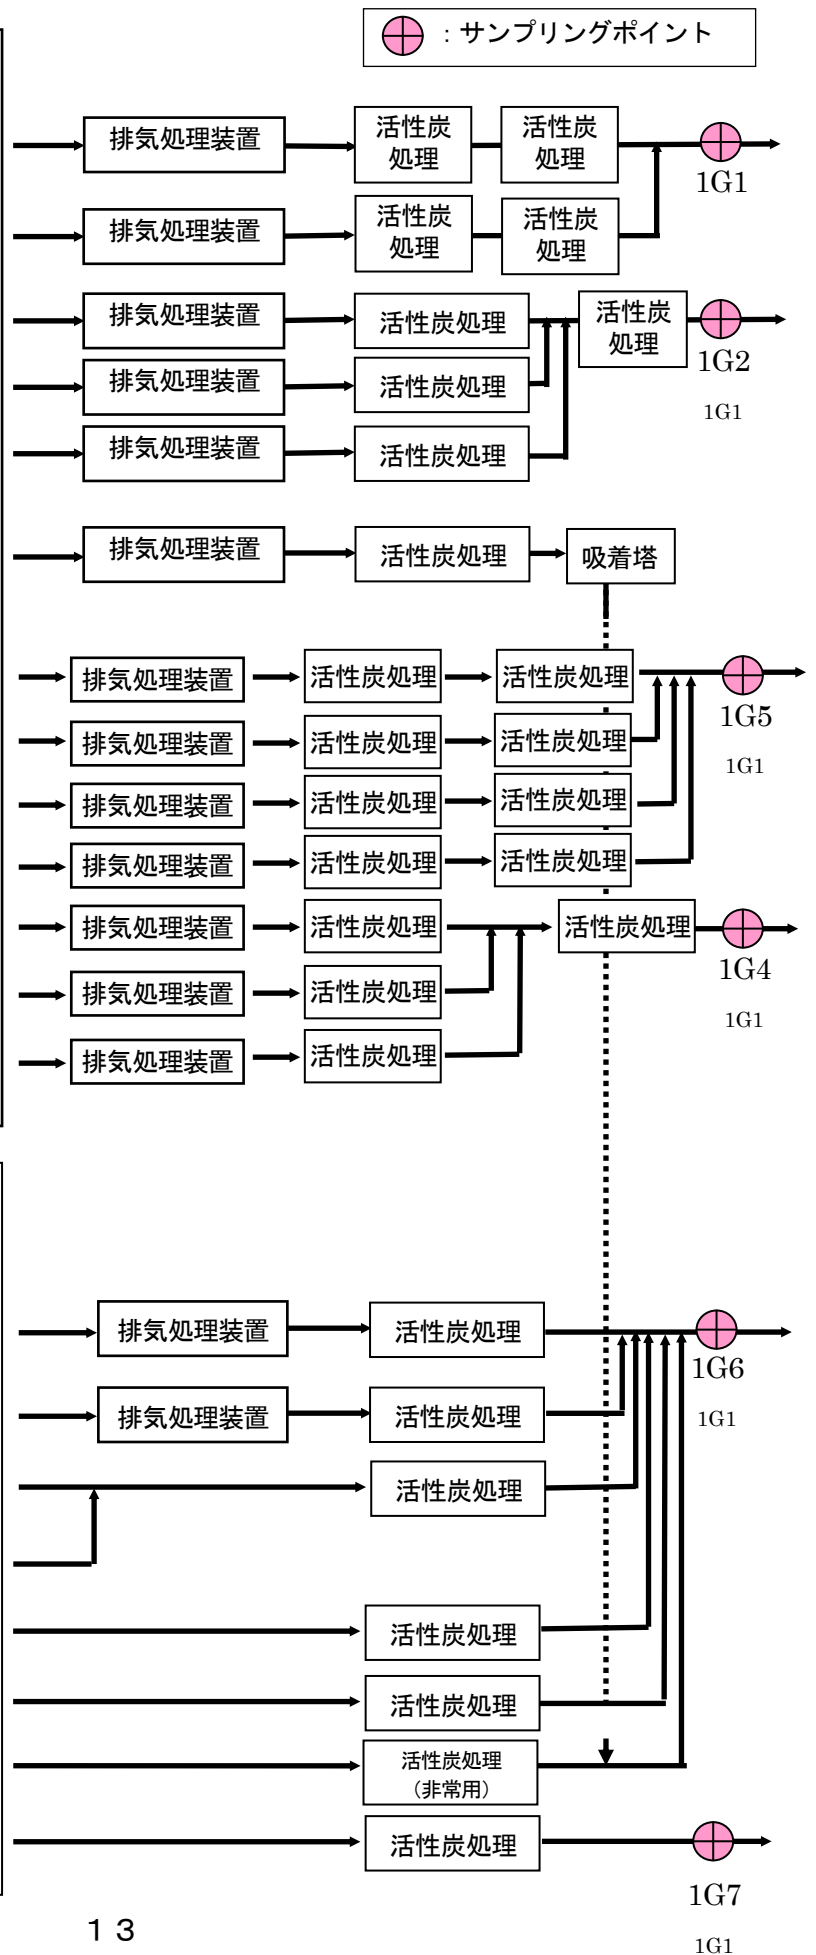 ：サンプリングポイント
排気処理装置
活性炭
処理
活性炭
処理
1G1
排気処理装置
活性炭
処理
活性炭
処理
排気処理装置
活性炭処理
活性炭
処理
1G2
排気処理装置
活性炭処理
1G1
排気処理装置
活性炭処理
排気処理装置
活性炭処理
吸着塔
排気処理装置
活性炭処理
活性炭処理
1G5
排気処理装置
活性炭処理
活性炭処理
1G1
排気処理装置
活性炭処理
活性炭処理
排気処理装置
活性炭処理
活性炭処理
排気処理装置
活性炭処理
活性炭処理
1G4
排気処理装置
活性炭処理
1G1
排気処理装置
活性炭処理
排気処理装置
活性炭処理
1G6
排気処理装置
活性炭処理
1G1
活性炭処理
活性炭処理
活性炭処理
活性炭処理
（非常用）
活性炭処理
1G7
１３
1G1